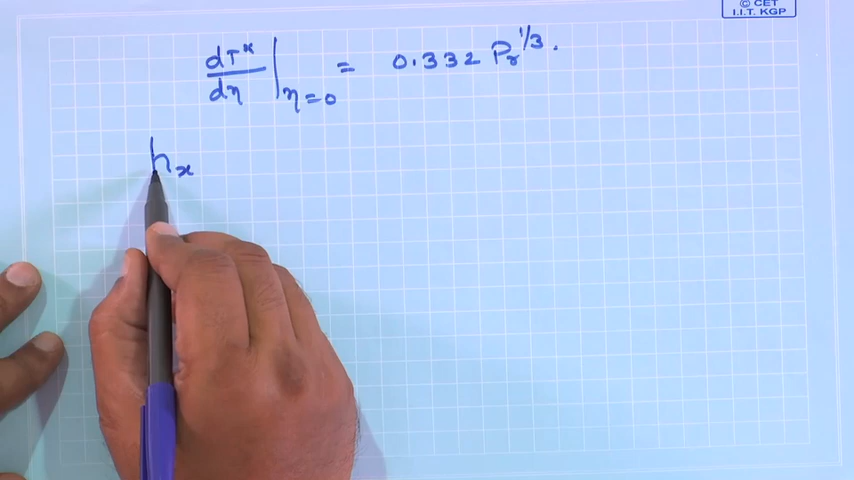 © CET
I.I.T. KGP
dT*/dη |η=0 = 0.332 Pr^1/3.
hx